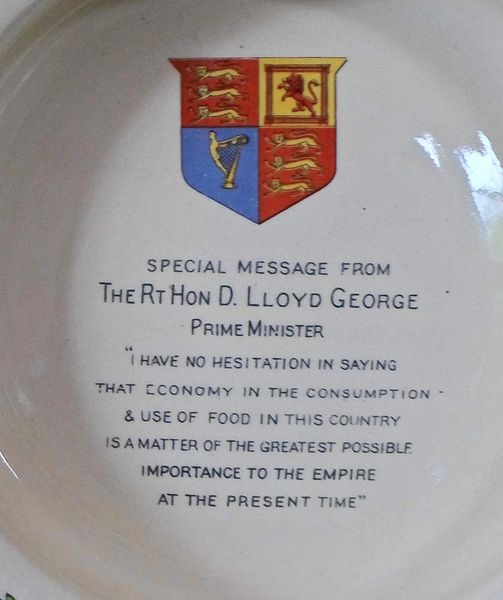 SPECIAL MESSAGE FROM
THE RT HON D. LLOYD GEORGE
PRIME MINISTER
"I HAVE NO HESITATION IN SAYING
THAT ECONOMY IN THE CONSUMPTION
& USE OF FOOD IN THIS COUNTRY
IS A MATTER OF THE GREATEST POSSIBLE
IMPORTANCE TO THE EMPIRE
AT THE PRESENT TIME"